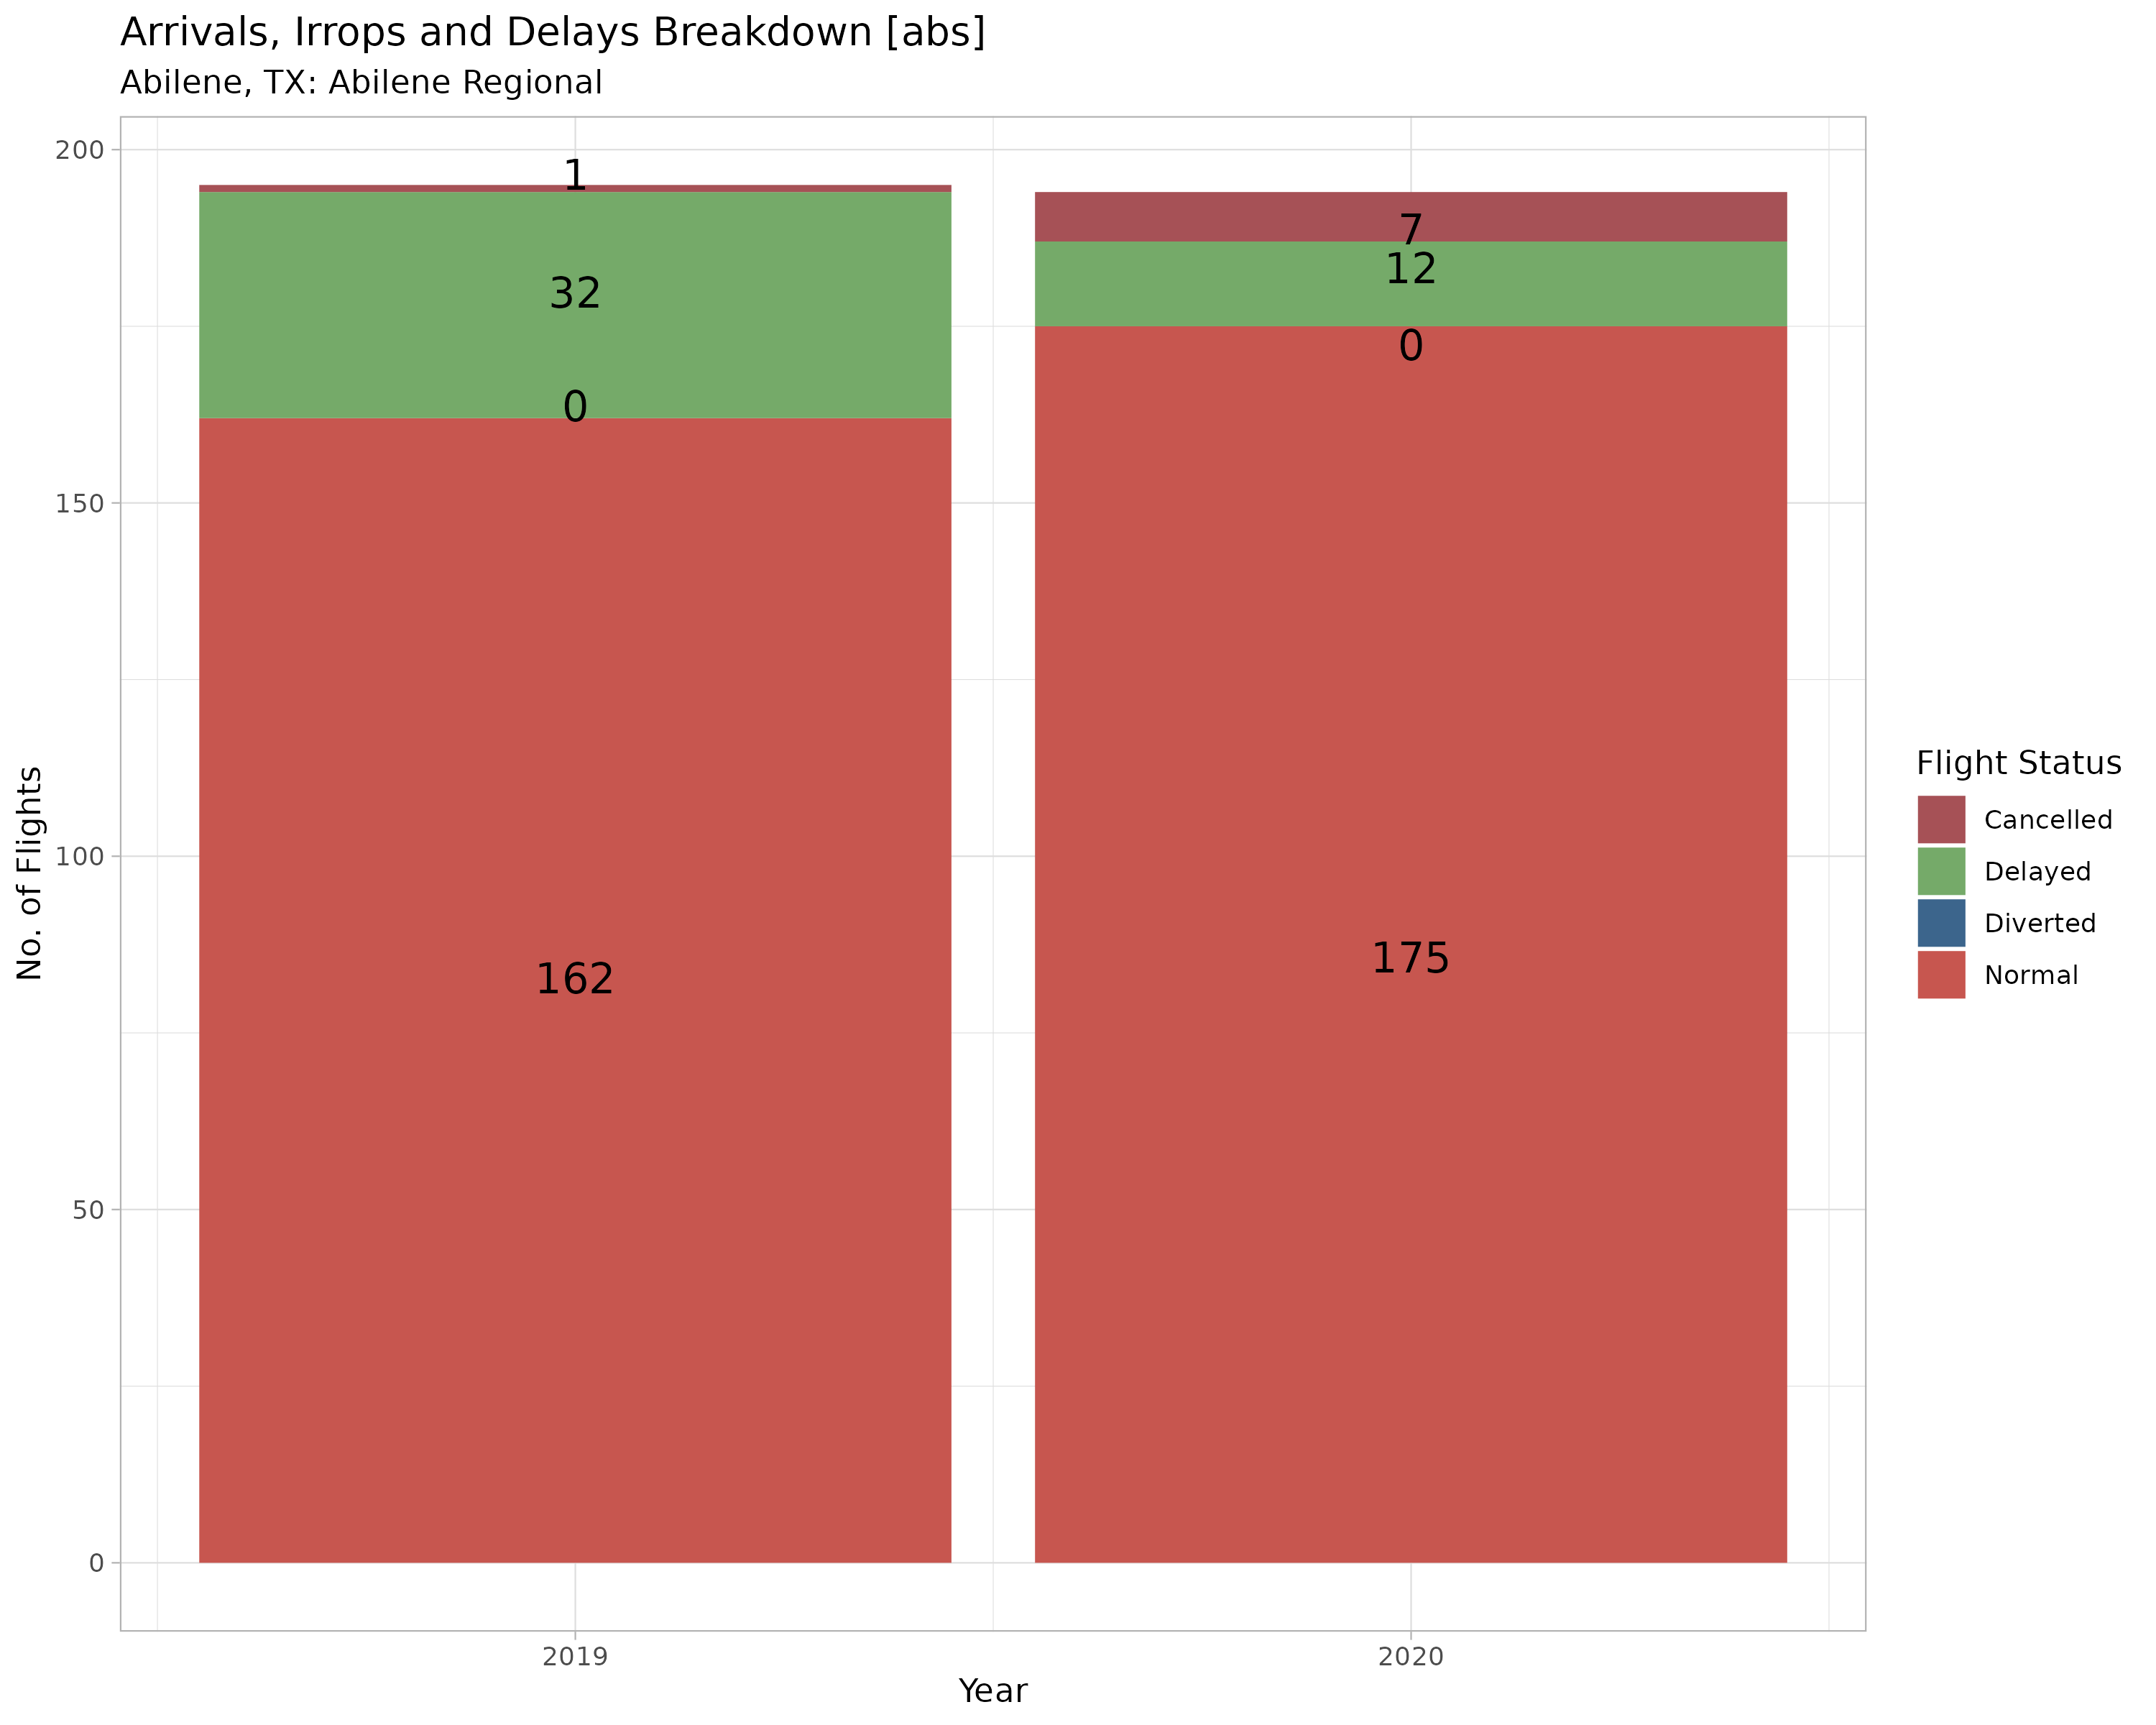 Arrivals, Irrops and Delays Breakdown [abs]
Abilene, TX: Abilene Regional
200
150
100
50
0
No. of Flights
1
32
0
162
7
12
0
175
2019
2020
Year
Flight Status
Cancelled
Delayed
Diverted
Normal